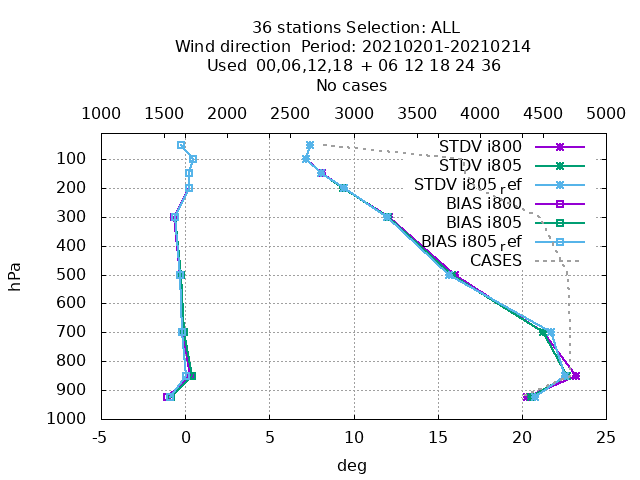 36 stations Selection: ALL
Wind direction  Period: 20210201-20210214
Used  00,06,12,18 + 06 12 18 24 36
No cases
1000 1500 2000 2500 3000 3500 4000 4500 5000
STDV i800
STDV i805
STDV i805ref
BIAS i800
BIAS i805
BIAS i805ref
CASES
100
200
300
400
500
600
700
800
900
1000
hPa
-5 0 5 10 15 20 25
deg